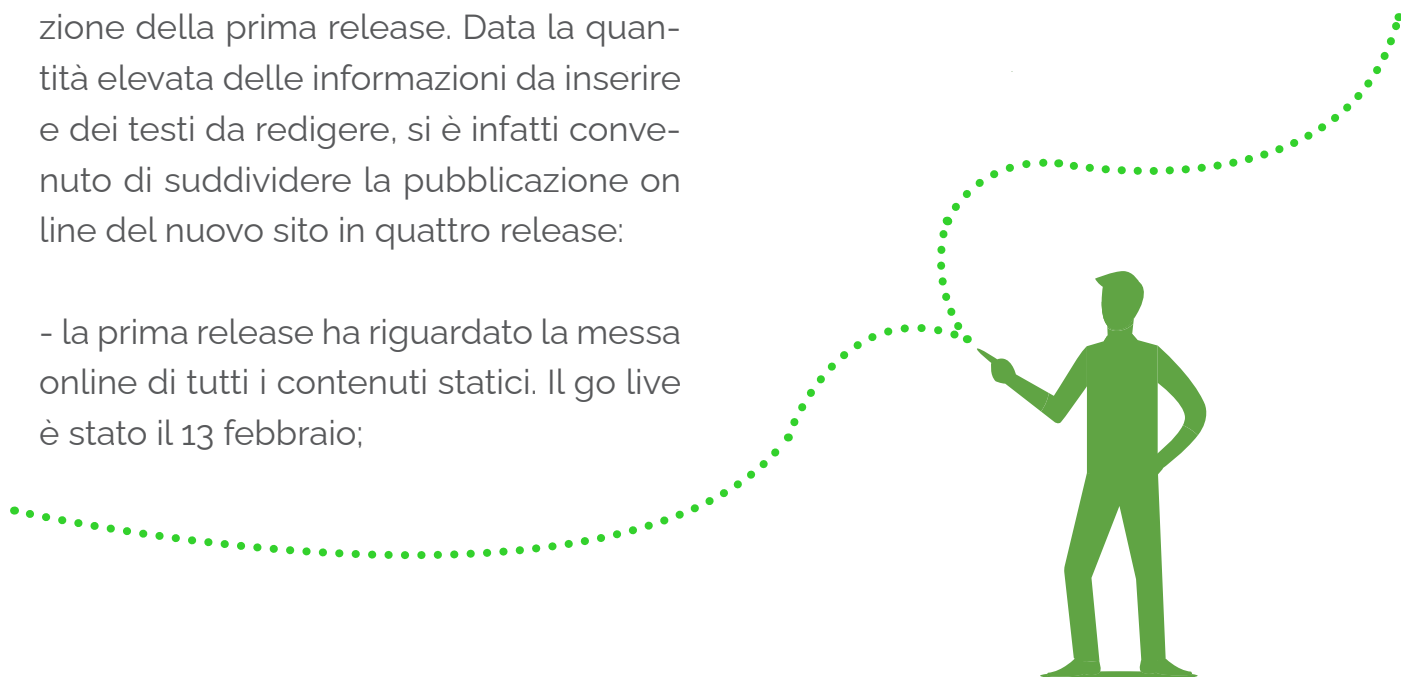 zione della prima release. Data la quan-
tità elevata delle informazioni da inserire
e dei testi da redigere, si è infatti conve-
nuto di suddividere la pubblicazione on
line del nuovo sito in quattro release:
- la prima release ha riguardato la messa
online di tutti i contenuti statici. Il go live
è stato il 13 febbraio;